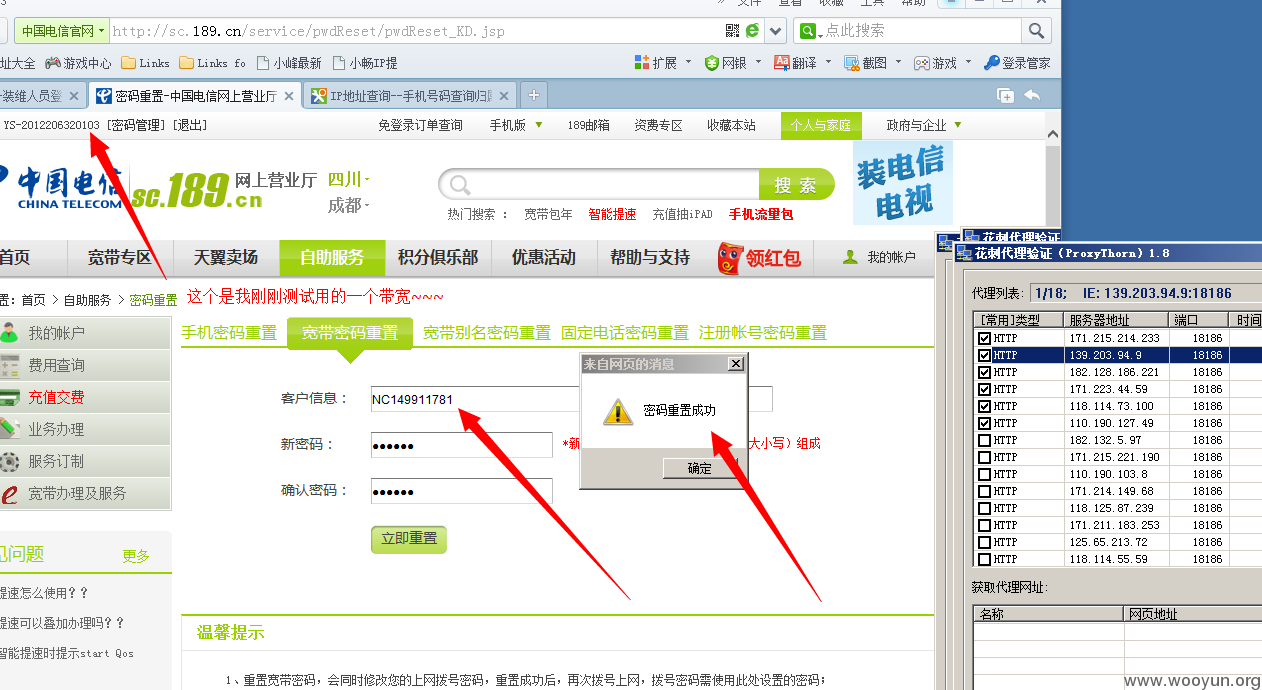 文件 查看 收藏 工具 帮助
中国电信官网 http://sc.189.cn/service/pwdReset/pwdReset_KD.jsp 点此搜索
址大全 游戏中心 Links Links fo 小峰最新 小畅IP提 扩展 网银 翻译 截图 游戏 登录管家
-装维人员登 密码重置-中国电信网上营业厅 IP地址查询--手机号码查询归属
YS-2012206320103 [密码管理] [退出] 免登录订单查询 手机版 189邮箱 资费专区 收藏本站 个人与家庭 政府与企业
中国电信 CHINA TELECOM sc.189.cn 网上营业厅 四川 成都
搜 索
热门搜索 : 宽带包年 智能提速 充值抽iPAD 手机流量包
装电信电视
首页 宽带专区 天翼卖场 自助服务 积分俱乐部 优惠活动 帮助与支持 领红包 我的帐户
置: 首页 > 自助服务 > 密码重置
这个是我刚刚测试用的一个带宽~~~
我的帐户
费用查询
充值交费
业务办理
服务订制
宽带办理及服务
见问题 更多
提速怎么使用？？
提速可以叠加办理吗？？
智能提速时提示start Qos
手机密码重置 宽带密码重置 宽带别名密码重置 固定电话密码重置 注册帐号密码重置
客户信息： NC149911781
新密码： ●●●●●● *新 大小写）组成
确认密码： ●●●●●●
立即重置
来自网页的消息
密码重置成功
确定
温馨提示
1、重置宽带密码，会同时修改您的上网拨号密码，重置成功后，再次拨号上网，拨号密码需使用此处设置的密码；
花刺代理验证
花刺代理验证 (ProxyThorn) 1.8
代理列表: 1/18; IE: 139.203.94.9:18186
[常用]类型 服务器地址 端口 时间
HTTP 171.215.214.233 18186
HTTP 139.203.94.9 18186
HTTP 182.128.186.221 18186
HTTP 171.223.44.59 18186
HTTP 118.114.73.100 18186
HTTP 110.190.127.49 18186
HTTP 182.132.5.97 18186
HTTP 171.215.221.190 18186
HTTP 110.190.103.8 18186
HTTP 171.214.149.68 18186
HTTP 118.125.87.239 18186
HTTP 171.211.183.253 18186
HTTP 125.65.213.72 18186
HTTP 118.114.55.59 18186
获取代理网址:
名称 网页地址
www.wooyun.org